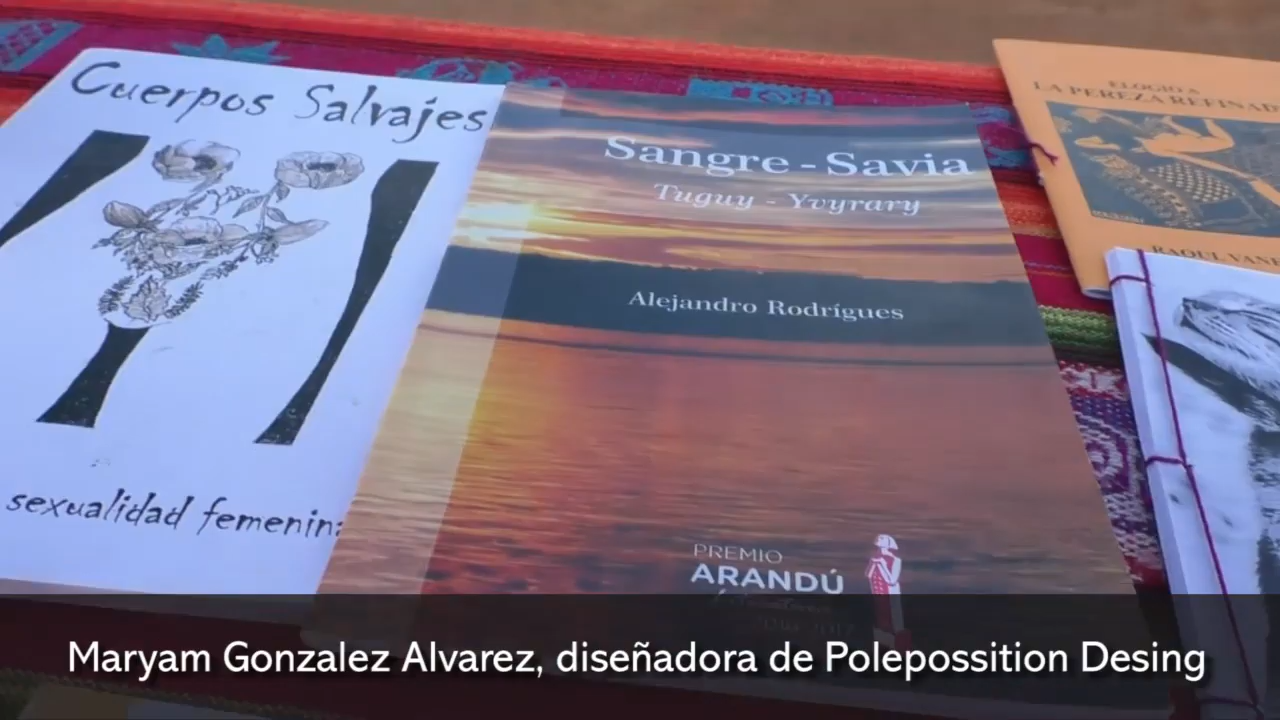 Cuerpos Salvajes
sexualidad femenina
Sangre - Savia
Tuguy - Yvyrary
Alejandro Rodrígues
PREMIO
ARANDÚ
ELOGIO A
LA PEREZA REFINAD
RAOUL VANE
Maryam Gonzalez Alvarez, diseñadora de Polepossition Desing